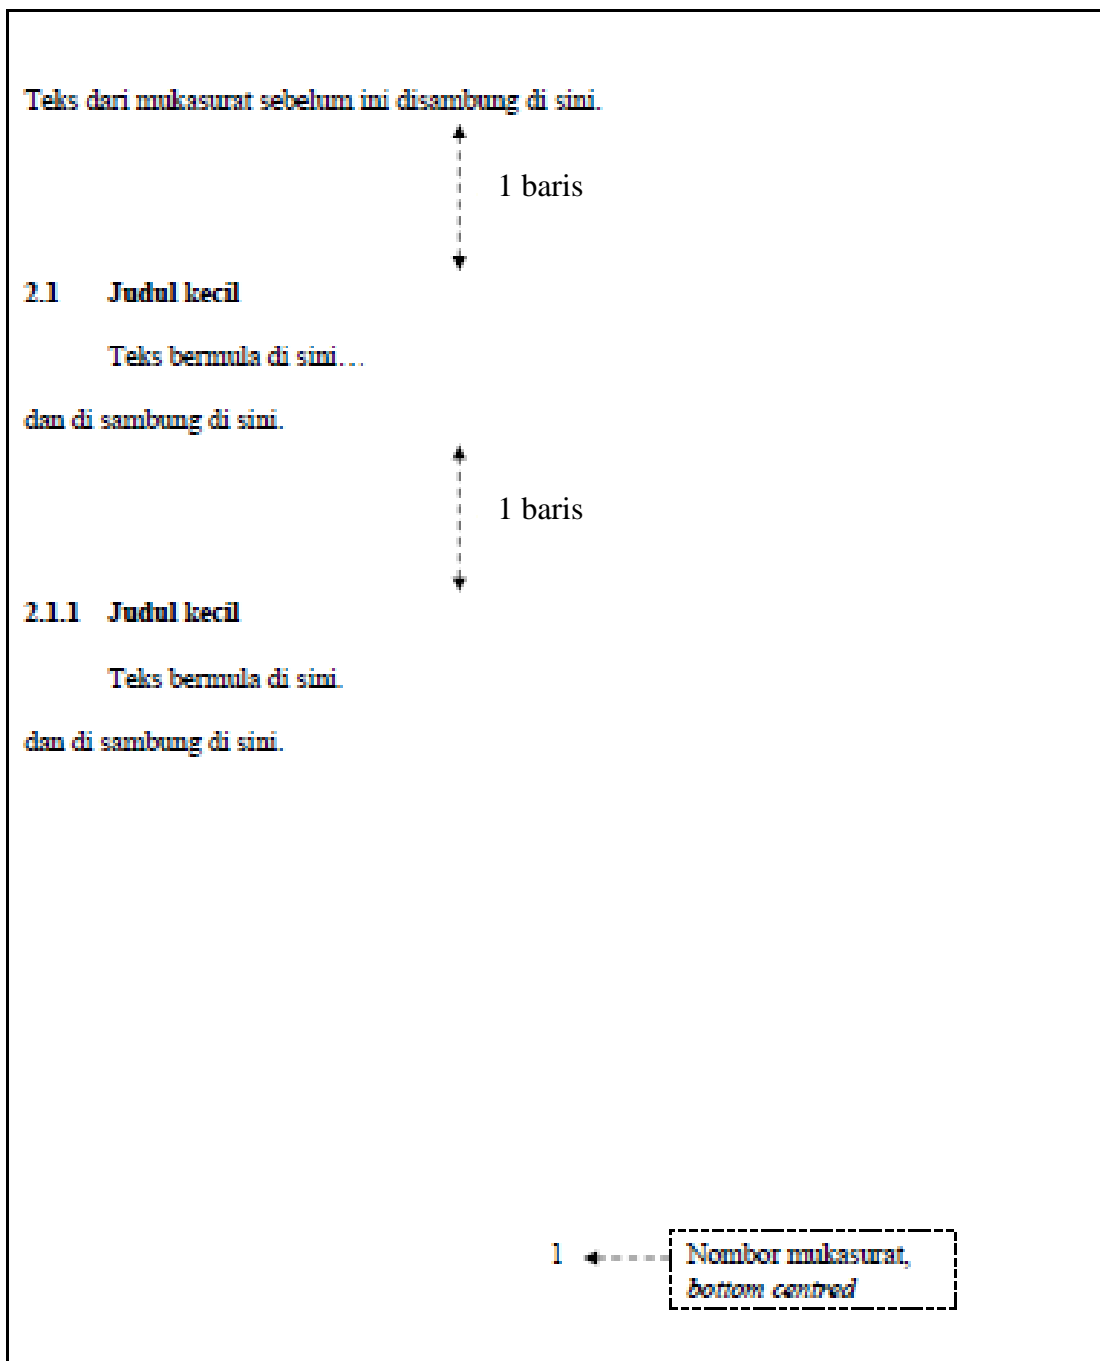 Teks dari mukasurat sebelum ini disambung di sini.
1 baris
2.1 Judul kecil
Teks bermula di sini…
dan di sambung di sini.
1 baris
2.1.1 Judul kecil
Teks bermula di sini.
dan di sambung di sini.
1
Nombor mukasurat,
bottom centred